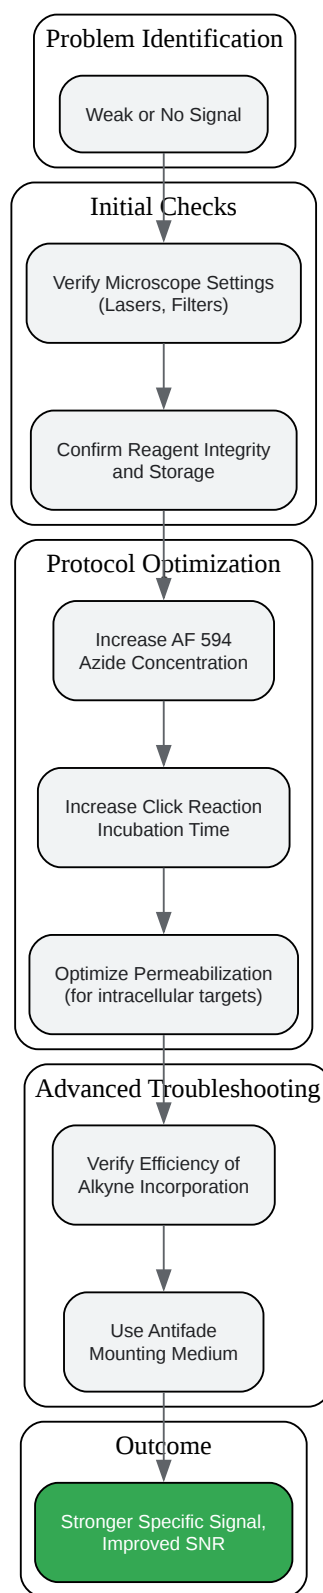 Problem Identification
Weak or No Signal
Initial Checks
Verify Microscope Settings
(Lasers, Filters)
Confirm Reagent Integrity
and Storage
Protocol Optimization
Increase AF 594
Azide Concentration
Increase Click Reaction
Incubation Time
Optimize Permeabilization
(for intracellular targets)
Advanced Troubleshooting
Verify Efficiency of
Alkyne Incorporation
Use Antifade
Mounting Medium
Outcome
Stronger Specific Signal,
Improved SNR